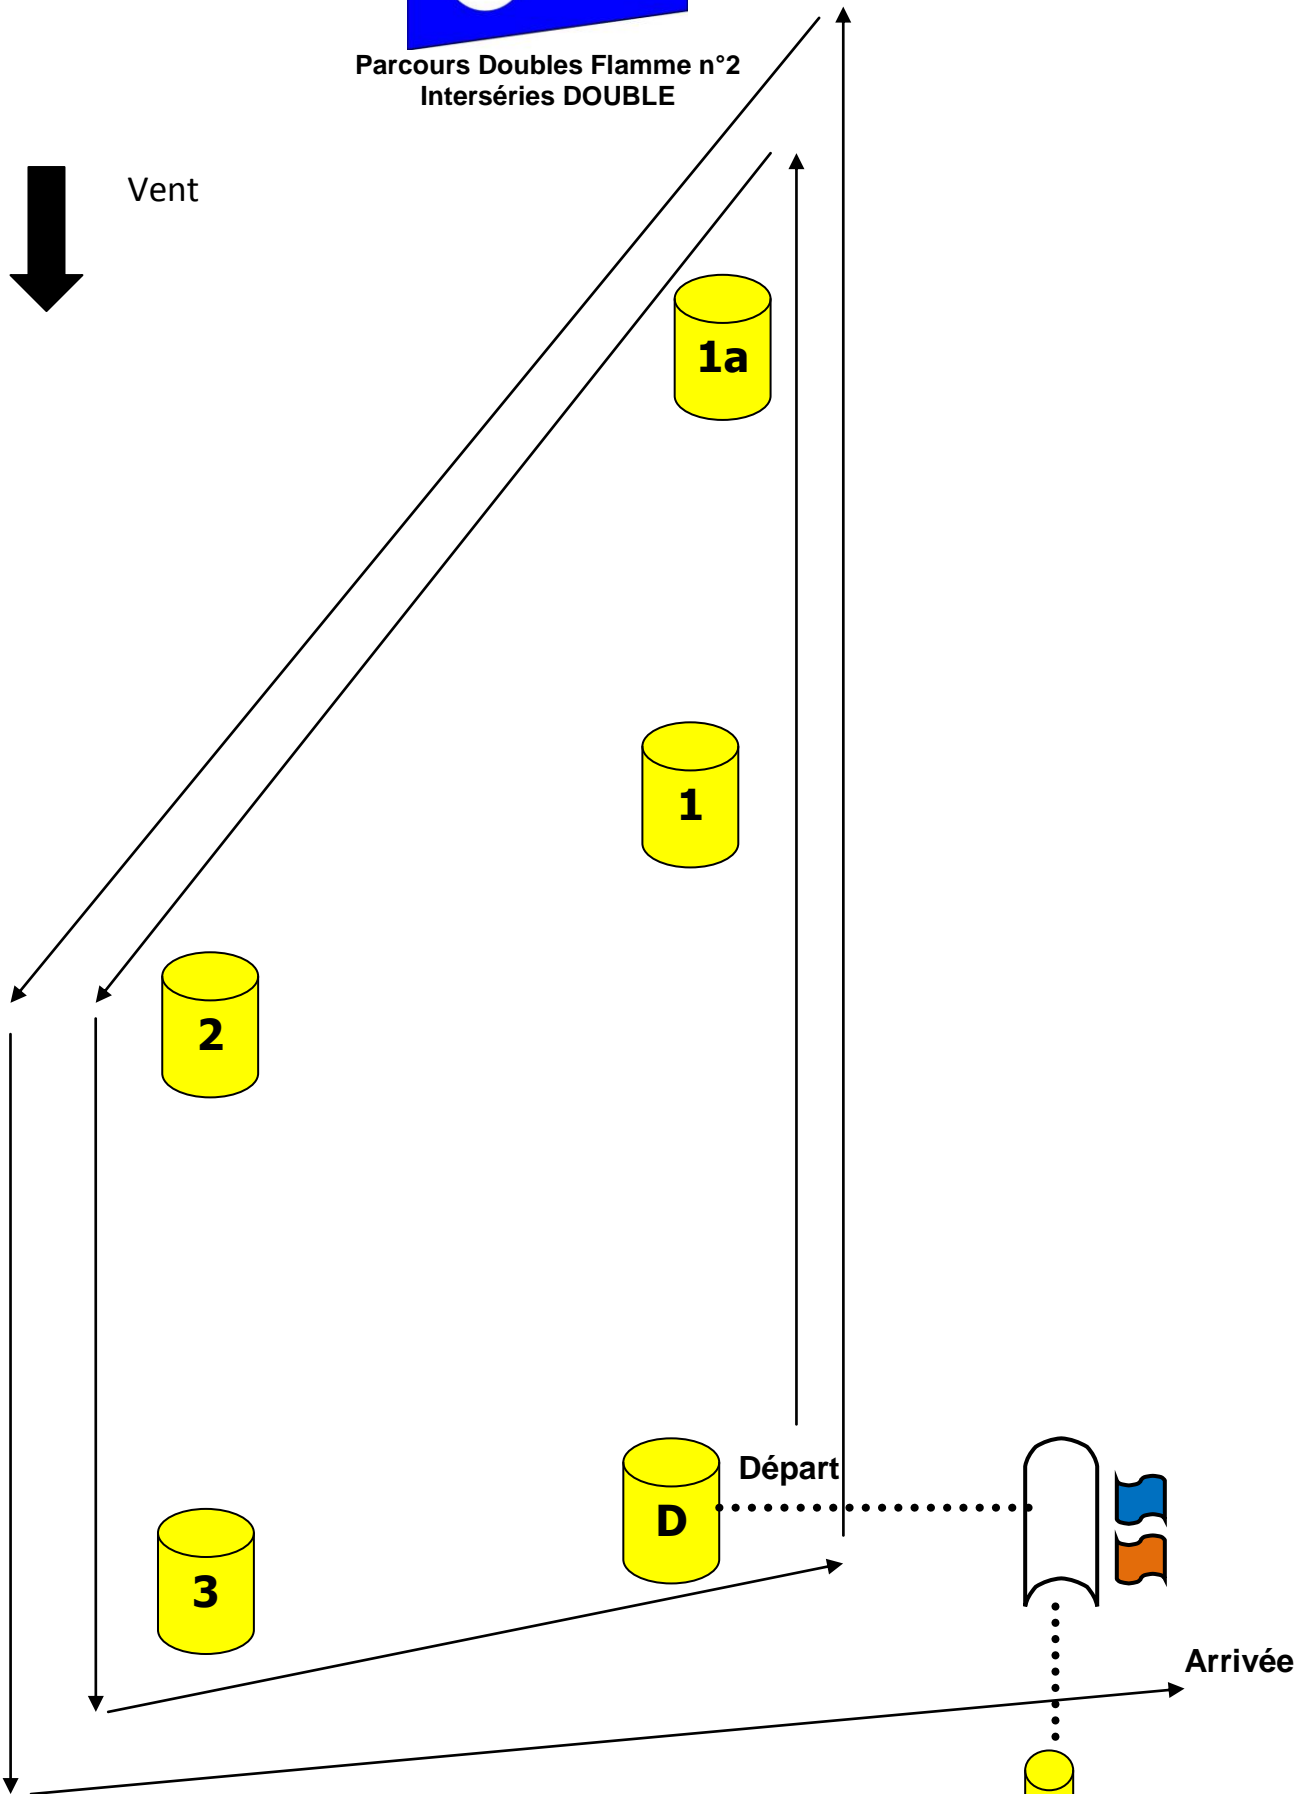 Parcours Doubles Flamme n°2
Interséries DOUBLE
Vent
1a
1
2
Départ
D
3
Arrivée